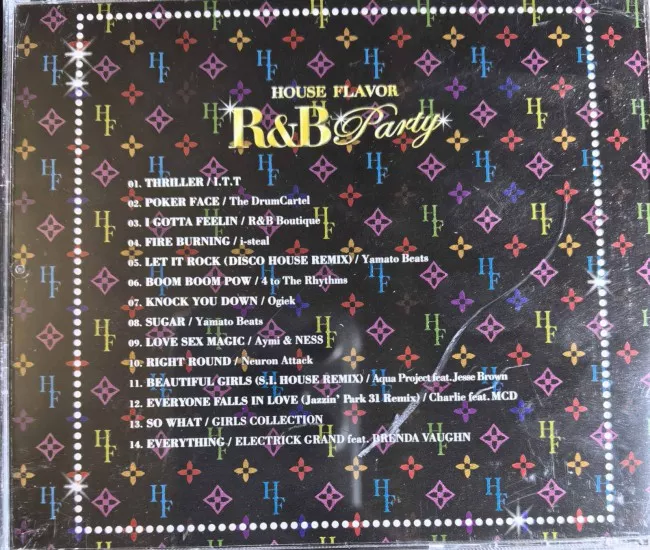 HOUSE FLAVOR
R&B Party
01. THRILLER / I.T.T
02. POKER FACE / The DrumCartel
03. I GOTTA FEELIN / R&B Boutique
04. FIRE BURNING / i-steal
05. LET IT ROCK (DISCO HOUSE REMIX) / Yamato Beats
06. BOOM BOOM POW / 4 to The Rhythms
07. KNOCK YOU DOWN / Ogiek
08. SUGAR / Yamato Beats
09. LOVE SEX MAGIC / Aymi & NESS
10. RIGHT ROUND / Neuron Attack
11. BEAUTIFUL GIRLS (S.I. HOUSE REMIX) / Aqua Project feat. Jesse Brown
12. EVERYONE FALLS IN LOVE (Jazzin' Park 31 Remix) / Charlie feat. MCD
13. SO WHAT / GIRLS COLLECTION
14. EVERYTHING / ELECTRICK GRAND feat. BRENDA VAUGHN